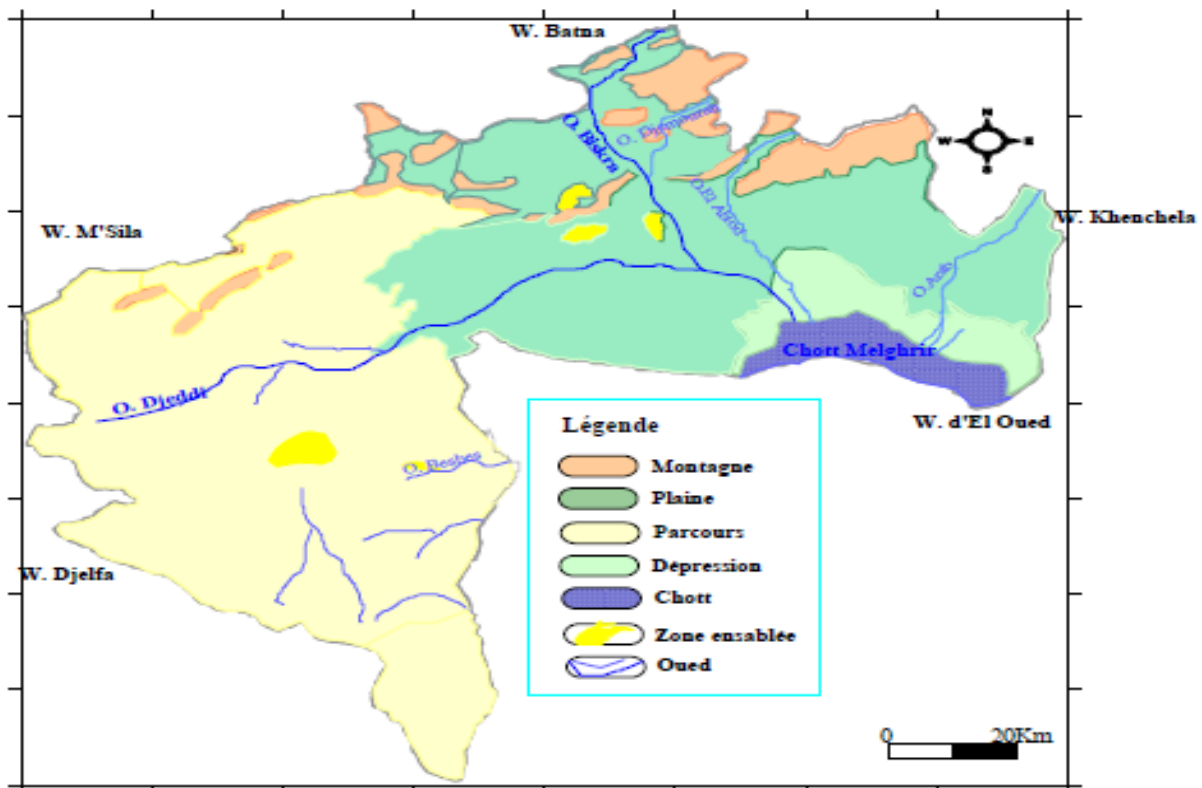 W. Batna
O. Biskra
W. M'Sila
W. Khenchela
O. Djeddi
Chott Melghrir
W. d'El Oued
W. Djelfa
Légende
Montagne
Plaine
Parcours
Dépression
Chott
Zone ensablée
Oued
N
W E
S
O. Besbes
O.El Abiod
0 20Km